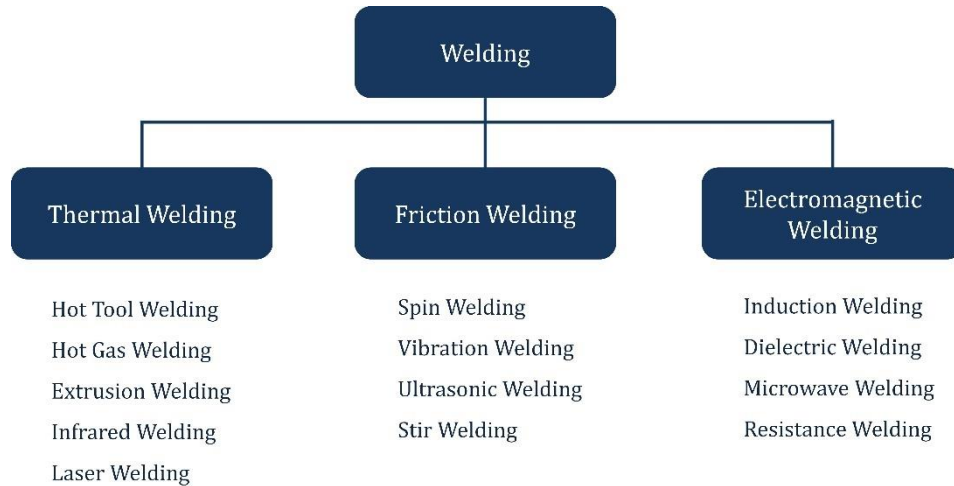 Welding
Thermal Welding
Hot Tool Welding
Hot Gas Welding
Extrusion Welding
Infrared Welding
Laser Welding
Friction Welding
Spin Welding
Vibration Welding
Ultrasonic Welding
Stir Welding
Electromagnetic
Welding
Induction Welding
Dielectric Welding
Microwave Welding
Resistance Welding